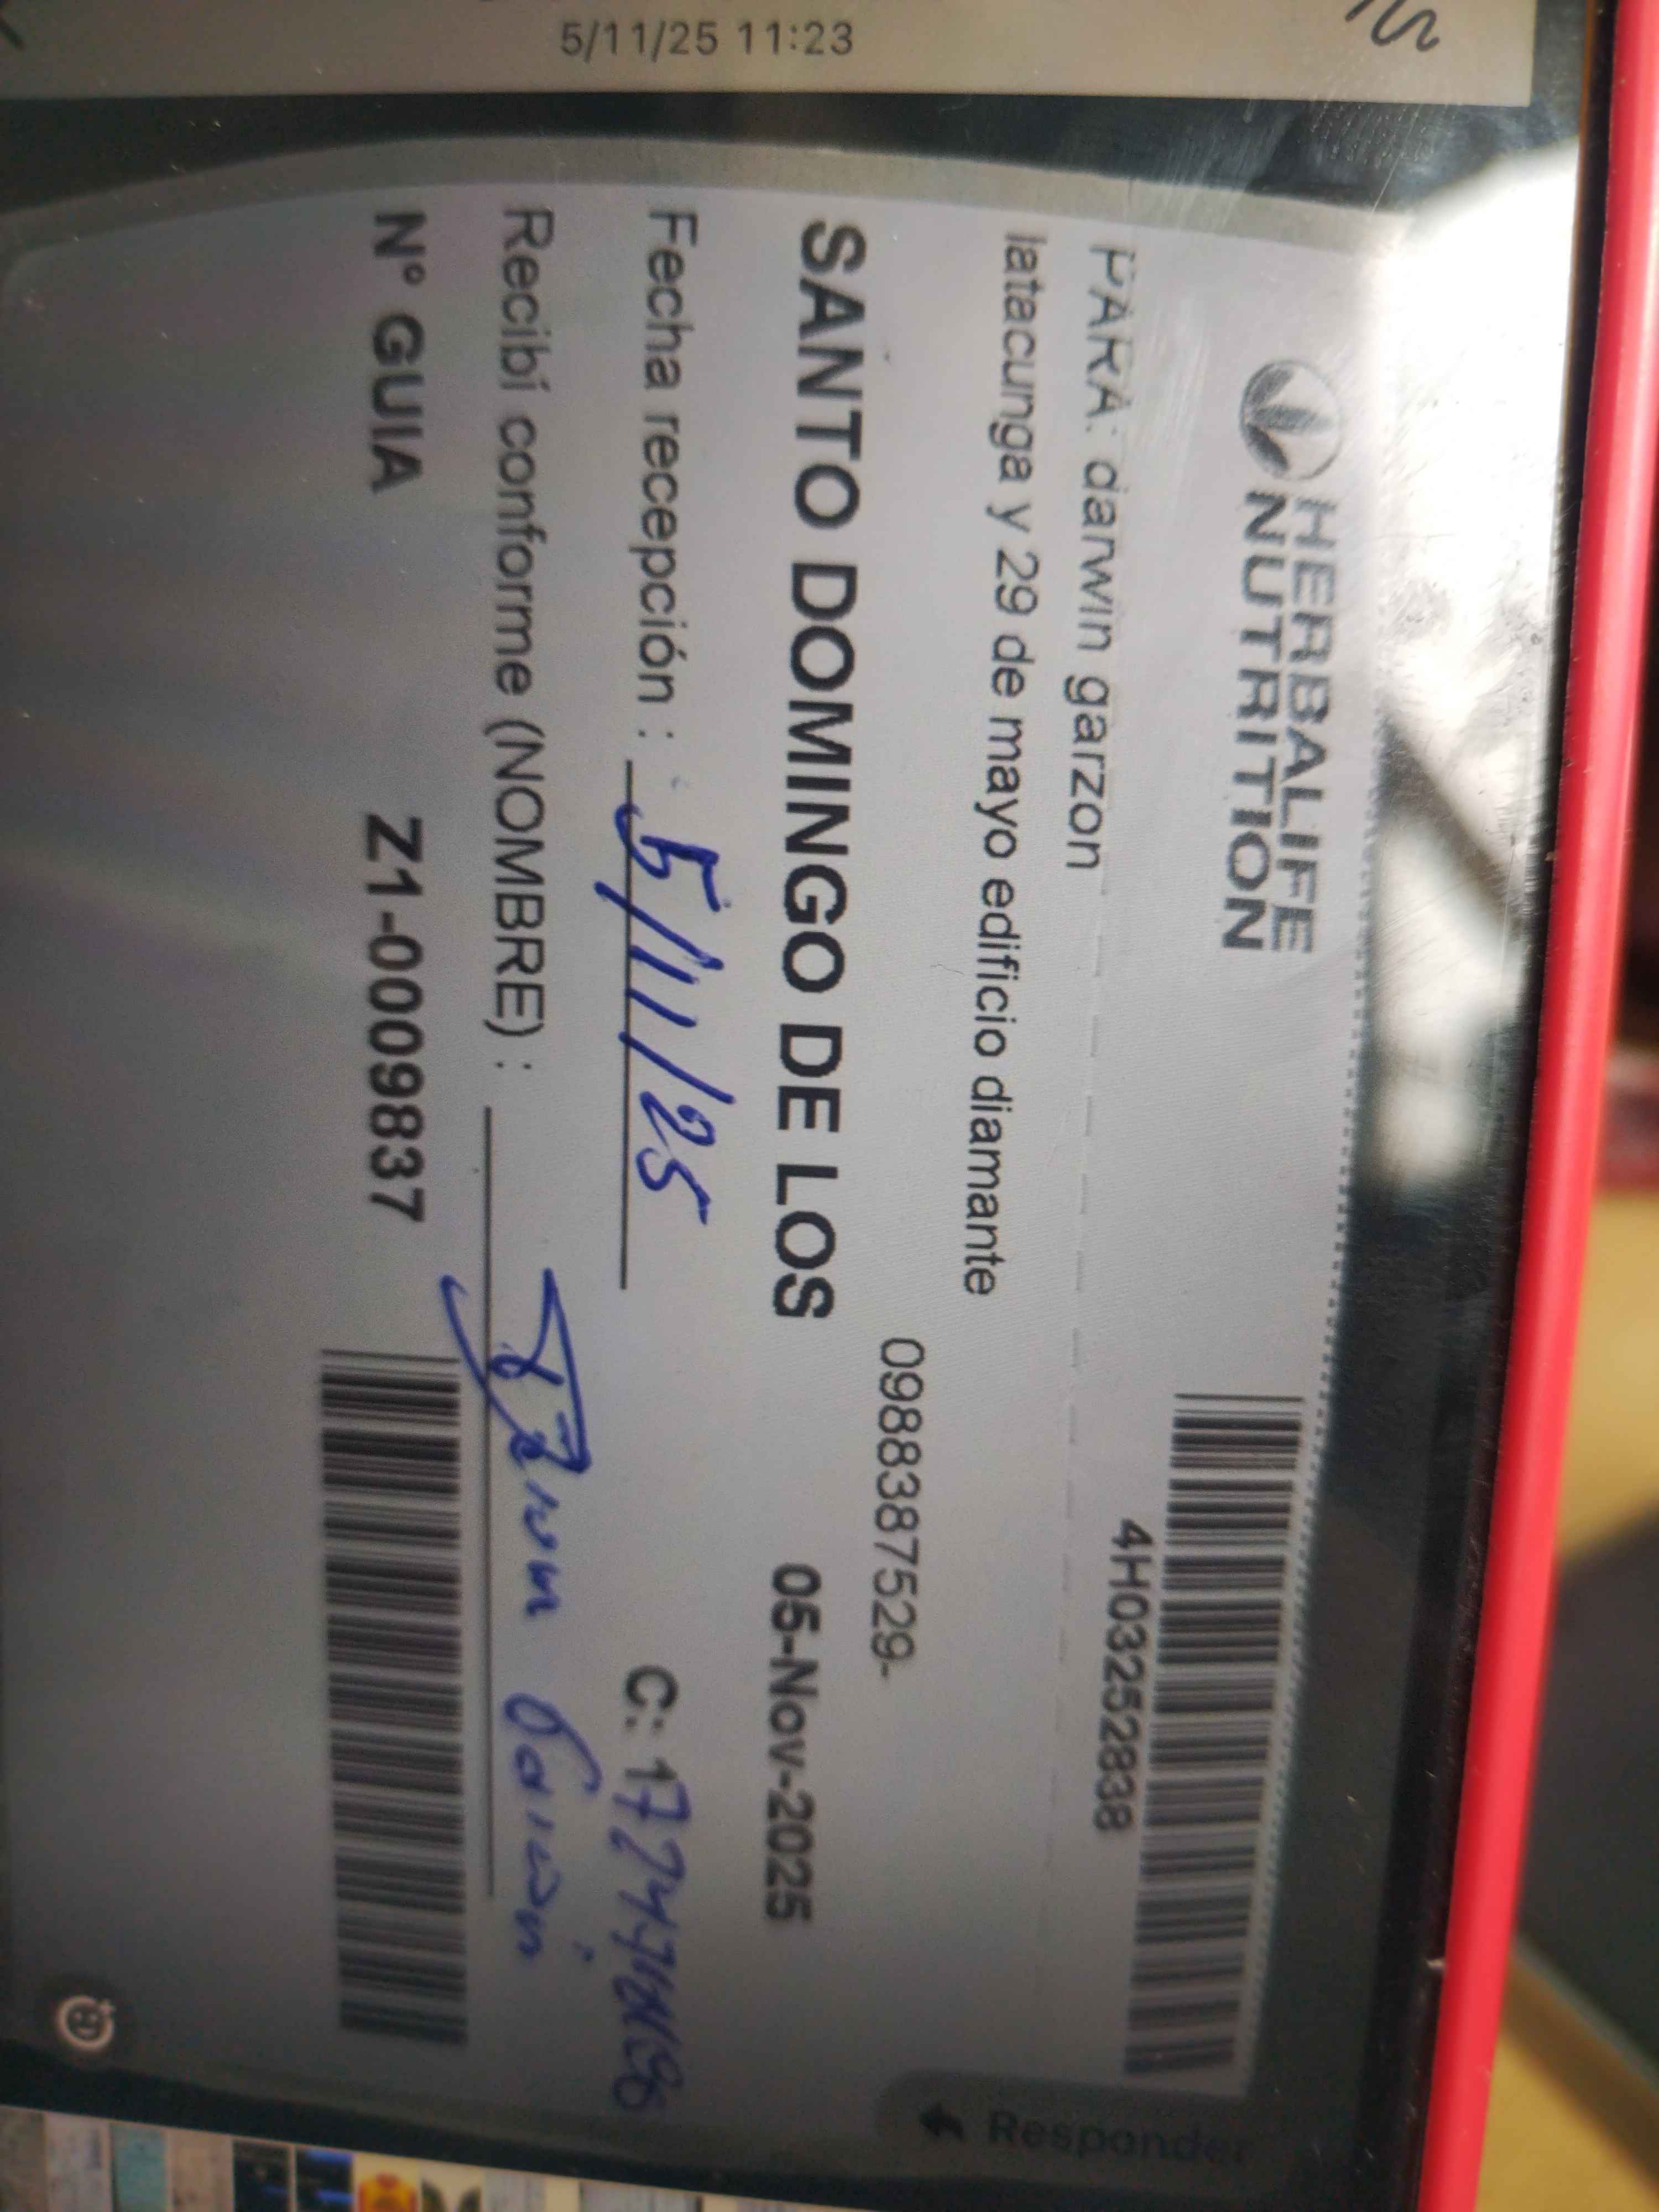 5/11/25 11:23
HERBALIFE
NUTRITION
4H03252838
PARA: darwin garzon
latacunga y 29 de mayo edificio diamante
0988387529-
SANTO DOMINGO DE LOS 05-Nov-2025
Fecha recepción : 5/11/25 C:
Recibí conforme (NOMBRE) :
N° GUIA Z1-0009837
Responder